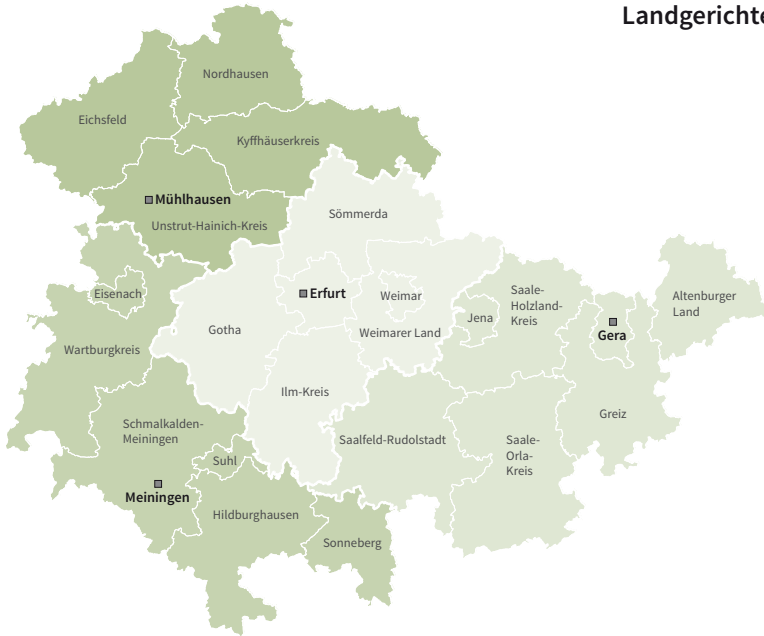 Landgerichte
Nordhausen
Eichsfeld
Kyffhäuserkreis
Mühlhausen
Unstrut-Hainich-Kreis
Sömmerda
Eisenach
Erfurt
Weimar
Saale-
Holzland-
Kreis
Altenburger
Land
Jena
Gotha
Weimarer Land
Gera
Wartburgkreis
Ilm-Kreis
Schmalkalden-
Meiningen
Saalfeld-Rudolstadt
Saale-
Orla-
Kreis
Greiz
Suhl
Meiningen
Hildburghausen
Sonneberg